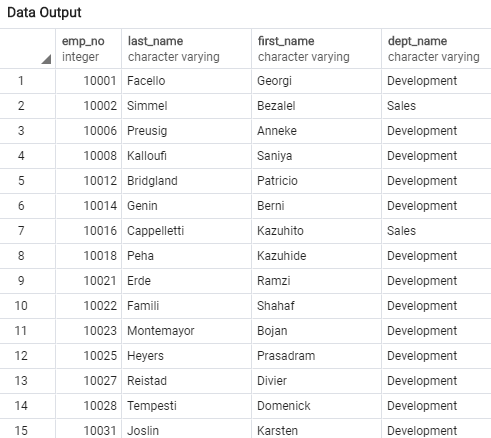 Data Output
emp_no last_name first_name dept_name
integer character varying character varying character varying
1 10001 Facello Georgi Development
2 10002 Simmel Bezalel Sales
3 10006 Preusig Anneke Development
4 10008 Kalloufi Saniya Development
5 10012 Bridgland Patricio Development
6 10014 Genin Berni Development
7 10016 Cappelletti Kazuhito Sales
8 10018 Peha Kazuhide Development
9 10021 Erde Ramzi Development
10 10022 Famili Shahaf Development
11 10023 Montemayor Bojan Development
12 10025 Heyers Prasadram Development
13 10027 Reistad Divier Development
14 10028 Tempesti Domenick Development
15 10031 Joslin Karsten Development